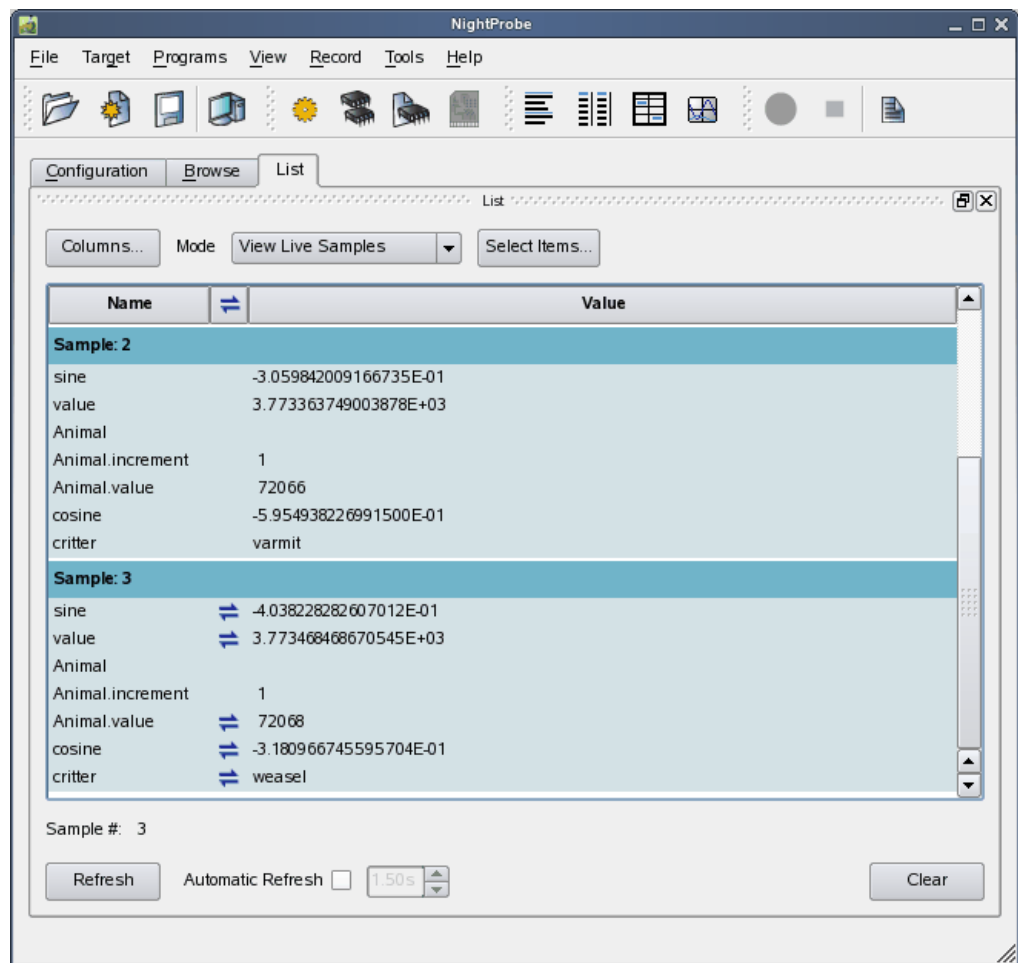 NightProbe
File Target Programs View Record Tools Help
Configuration Browse List
List
Columns... Mode View Live Samples Select Items...
Name Value
Sample: 2
sine -3.059842009166735E-01
value 3.773363749003878E+03
Animal
Animal.increment 1
Animal.value 72066
cosine -5.954938226991500E-01
critter varmit
Sample: 3
sine -4.038228282607012E-01
value 3.773468468670545E+03
Animal
Animal.increment 1
Animal.value 72068
cosine -3.180966745595704E-01
critter weasel
Sample #: 3
Refresh Automatic Refresh 1.50s Clear